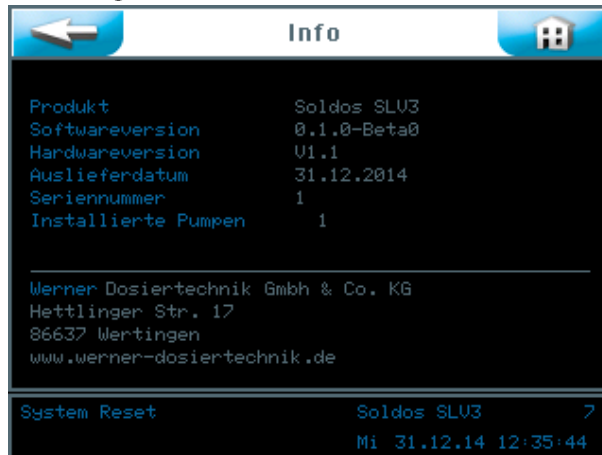 Info
Produkt Soldos SLV3
Softwareversion 0.1.0-Beta0
Hardwareversion V1.1
Auslieferdatum 31.12.2014
Seriennummer 1
Installierte Pumpen 1
Werner Dosiertechnik Gmbh & Co. KG
Hettlinger Str. 17
86637 Wertingen
www.werner-dosiertechnik.de
System Reset Soldos SLV3 7
Mi 31.12.14 12:35:44